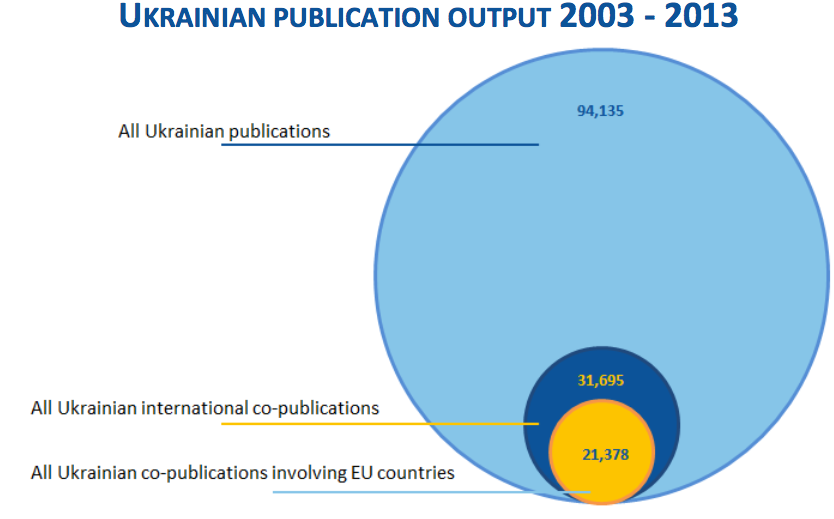 UKRAINIAN PUBLICATION OUTPUT 2003 - 2013
94,135
All Ukrainian publications
31,695
All Ukrainian international co-publications
21,378
All Ukrainian co-publications involving EU countries